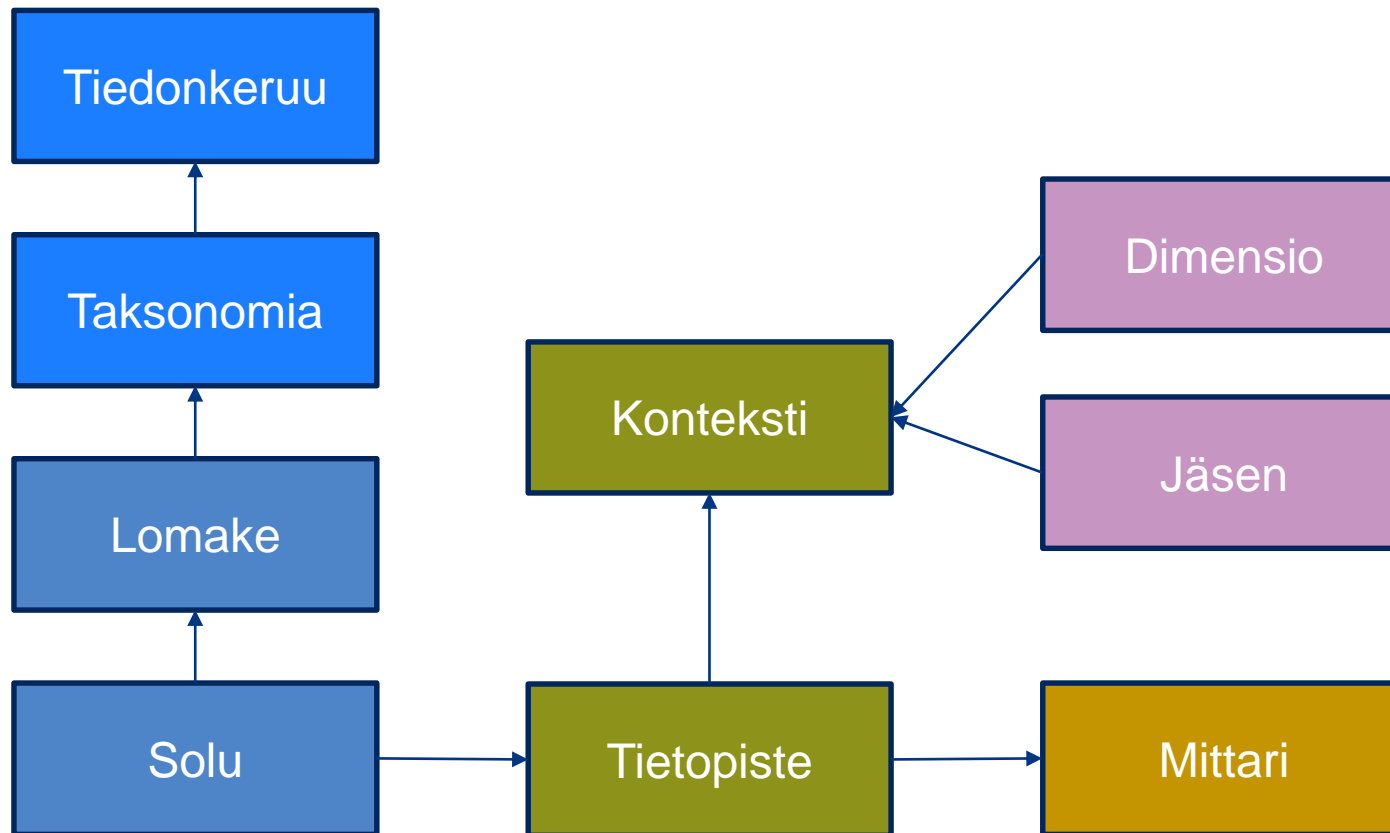 Tiedonkeruu
Dimensio
Taksonomia
Konteksti
Jäsen
Lomake
Solu
Tietopiste
Mittari